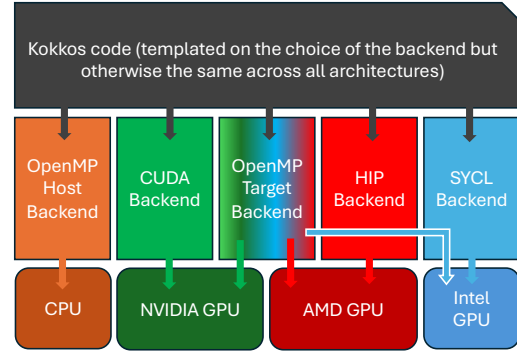 Kokkos code (templated on the choice of the backend but
otherwise the same across all architectures)
OpenMP
Host
Backend
CUDA
Backend
OpenMP
Target
Backend
HIP
Backend
SYCL
Backend
CPU
NVIDIA GPU
AMD GPU
Intel
GPU